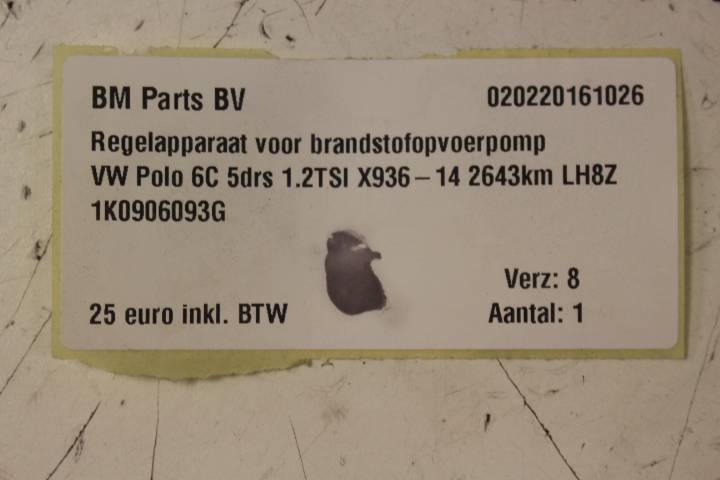 BM Parts BV 020220161026
Regelapparaat voor brandstofopvoerpomp
VW Polo 6C 5drs 1.2TSI X936-14 2643km LH8Z
1K0906093G
Verz: 8
25 euro inkl. BTW Aantal: 1